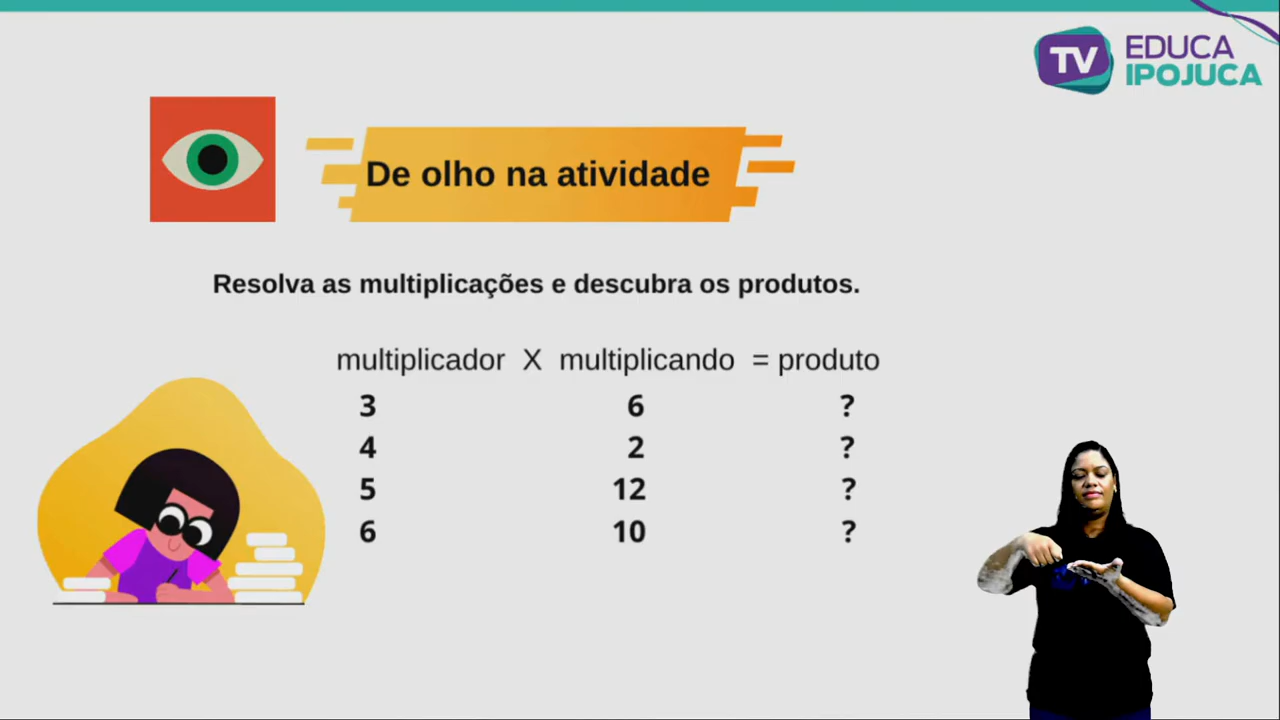 TV EDUCA
IPOJUCA
De olho na atividade
Resolva as multiplicações e descubra os produtos.
multiplicador X multiplicando = produto
3 6 ?
4 2 ?
5 12 ?
6 10 ?